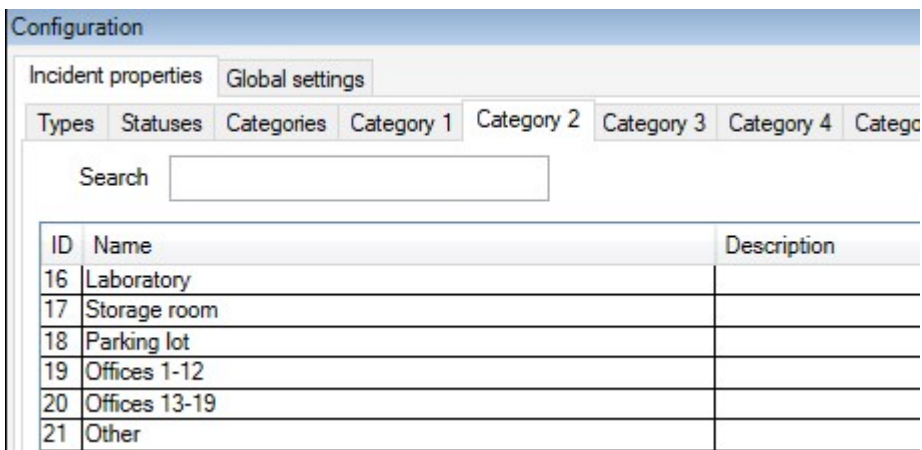 Configuration
Incident properties Global settings
Types Statuses Categories Category 1 Category 2 Category 3 Category 4 Catego
Search
ID Name Description
16 Laboratory
17 Storage room
18 Parking lot
19 Offices 1-12
20 Offices 13-19
21 Other